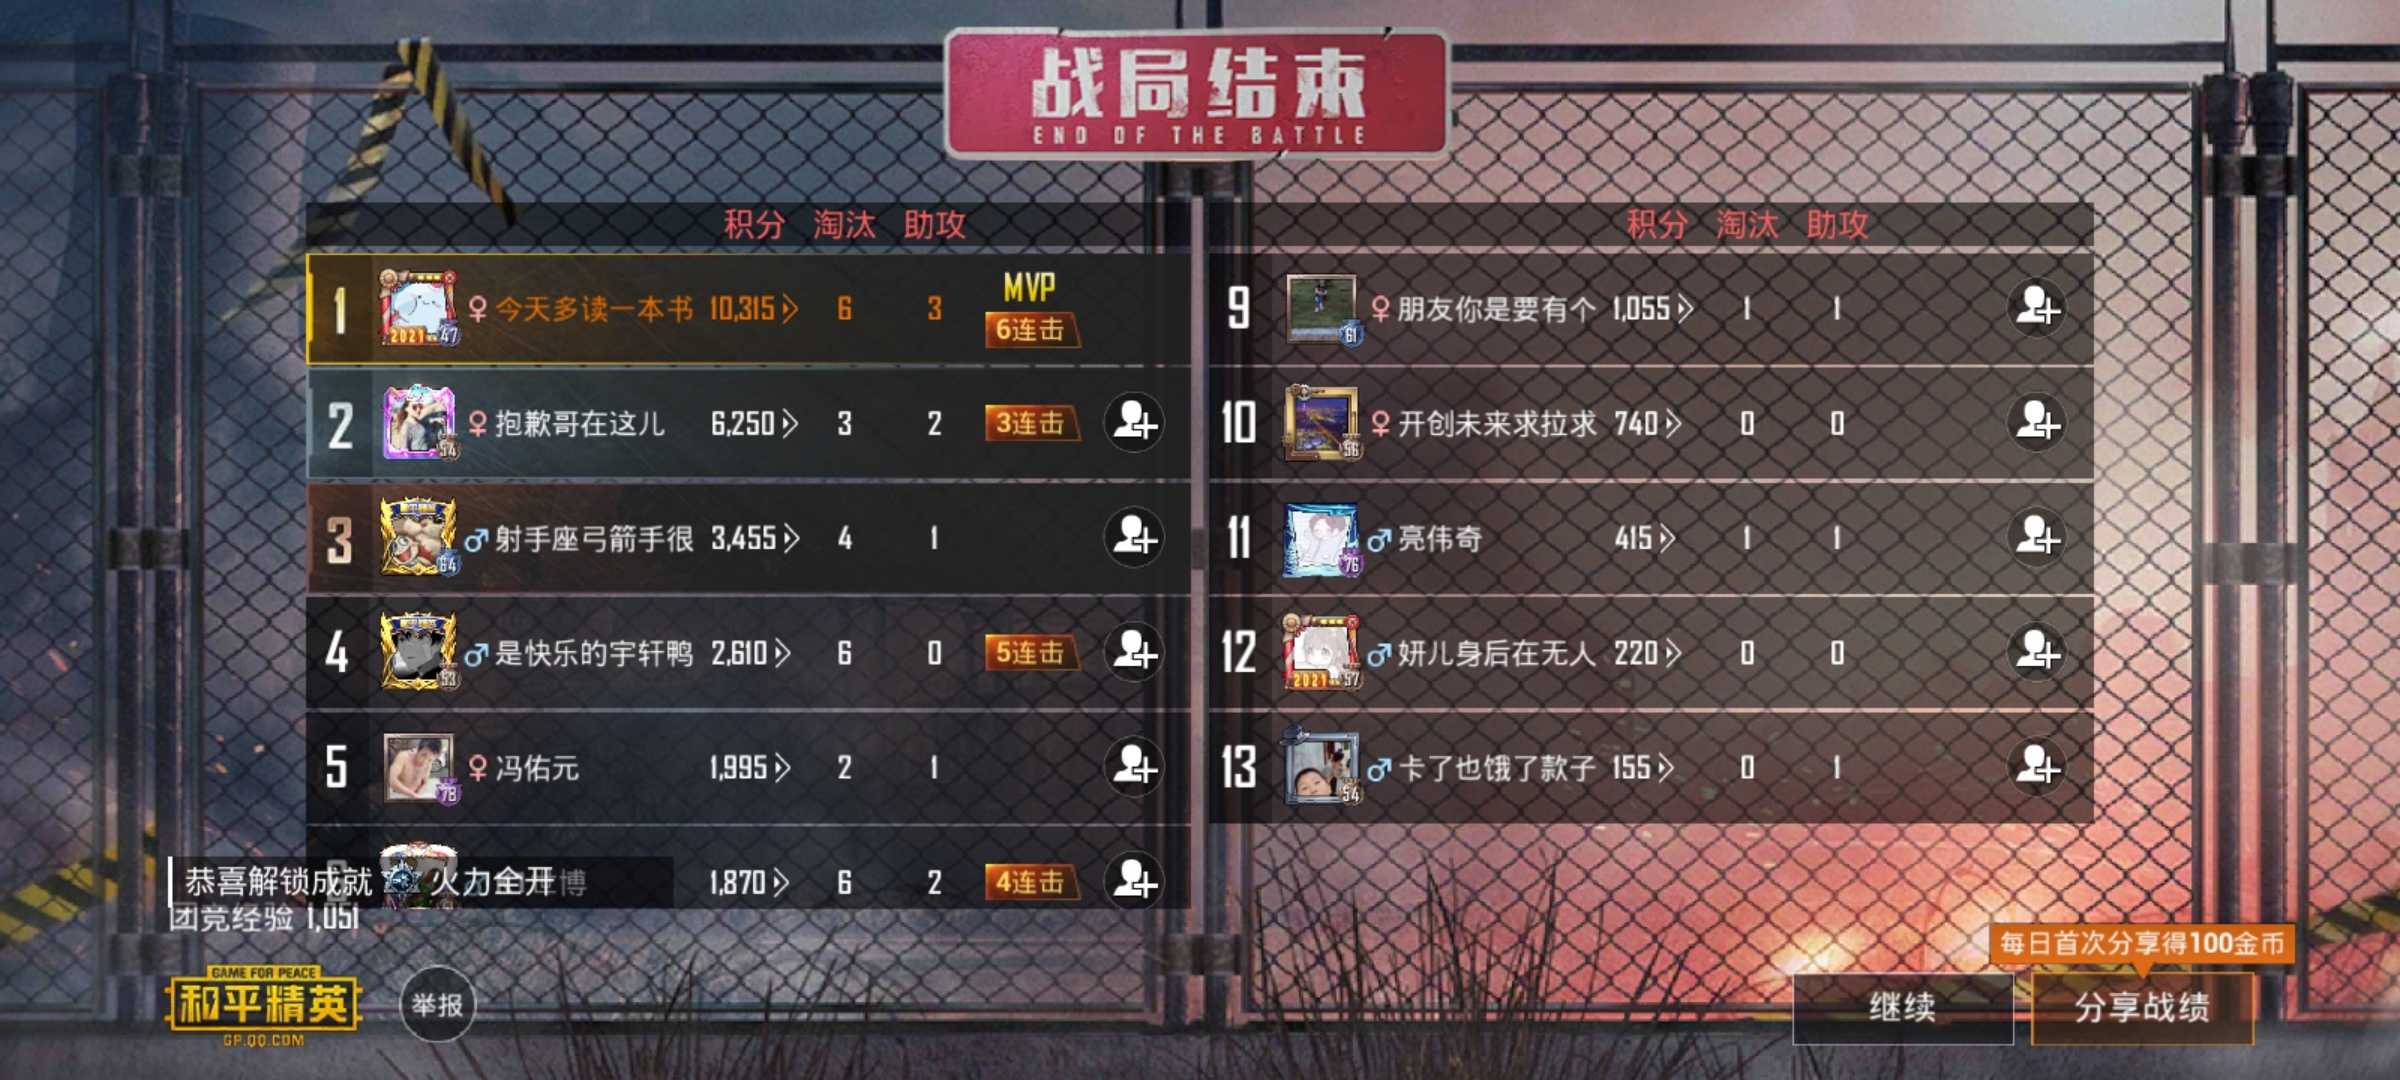 战局结束
END OF THE BATTLE
积分 淘汰 助攻
1 2021 47 今天多读一本书 10,315 6 3 MVP 6连击
2 54 抱歉哥在这儿 6,250 3 2 3连击
3 64 射手座弓箭手很 3,455 4 1
4 53 是快乐的宇轩鸭 2,610 6 0 5连击
5 78 冯佑元 1,995 2 1
博 1,870 6 2 4连击
积分 淘汰 助攻
9 61 朋友你是要有个 1,055 1 1
10 56 开创未来求拉求 740 0 0
11 76 亮伟奇 415 1 1
12 2021 57 妍儿身后在无人 220 0 0
13 54 卡了也饿了款子 155 0 1
恭喜解锁成就 火力全开
团竞经验 1,051
GAME FOR PEACE
和平精英
GP.QQ.COM
举报
每日首次分享得100金币
继续
分享战绩